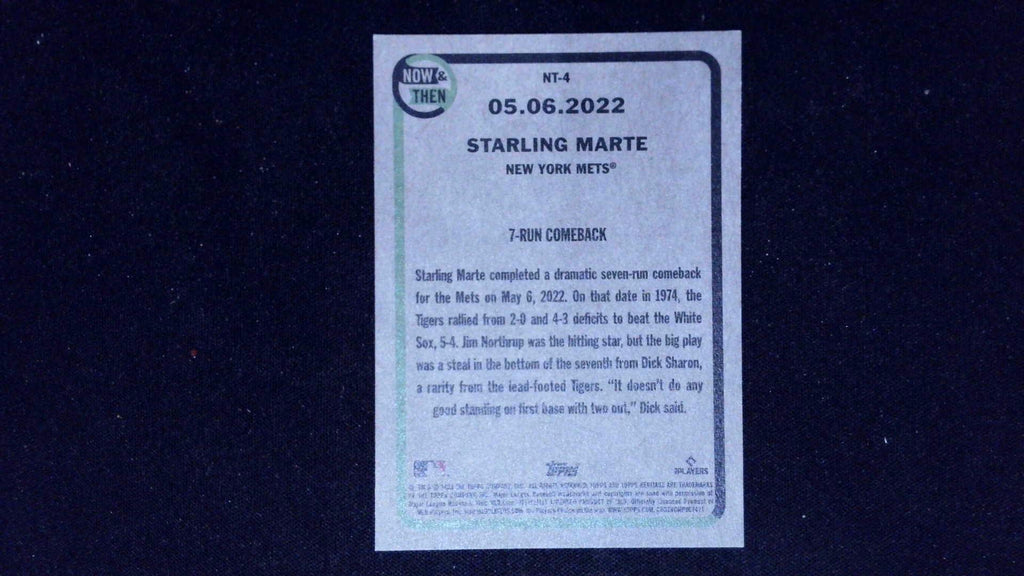 NOW &
THEN
NT-4
05.06.2022
STARLING MARTE
NEW YORK METS®
7-RUN COMEBACK
Starling Marte completed a dramatic seven-run comeback
for the Mets on May 6, 2022. On that date in 1974, the
Tigers rallied from 2-0 and 4-3 deficits to beat the White
Sox, 5-4. Jim Northrup was the hitting star, but the big play
was a steal in the bottom of the seventh from Dick Sharon,
a rarity from the lead-footed Tigers. “It doesn’t do any
good standing on first base with two out,” Dick said.
Topps
PLAYERS